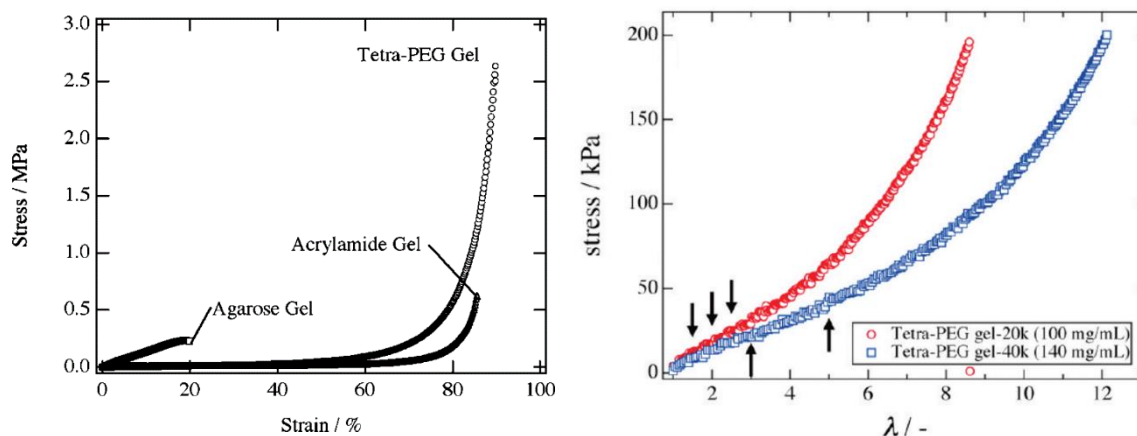 3.0
2.5
2.0
1.5
1.0
0.5
0.0
Stress / MPa
Tetra-PEG Gel
Acrylamide Gel
Agarose Gel
0 20 40 60 80 100
Strain / %
200
150
100
50
0
stress / kPa
Tetra-PEG gel-20k (100 mg/mL)
Tetra-PEG gel-40k (140 mg/mL)
2 4 6 8 10 12
λ / -